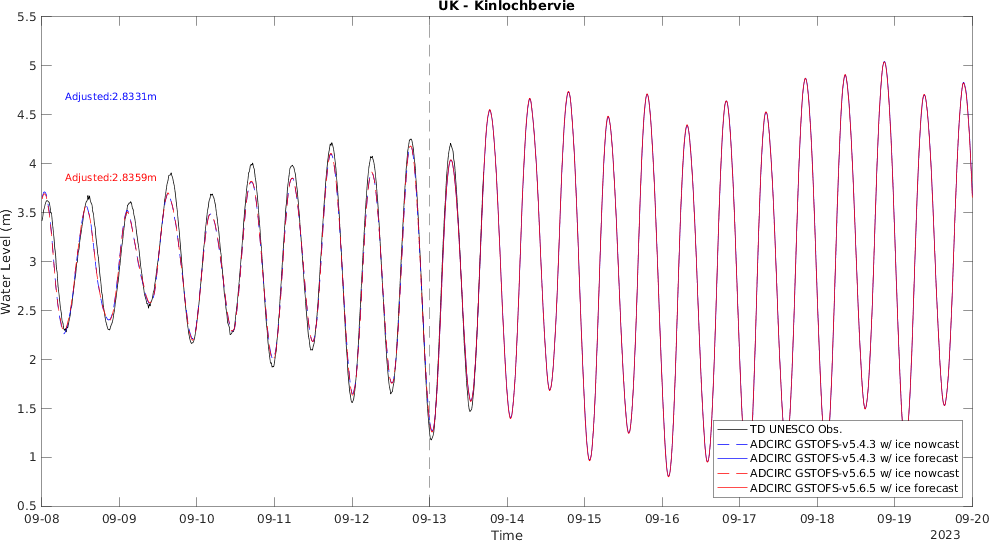 UK - Kinlochbervie
5.5
5
4.5
4
3.5
3
2.5
2
1.5
1
0.5
Water Level (m)
Adjusted:2.8331m
Adjusted:2.8359m
TD UNESCO Obs.
ADCIRC GSTOFS-v5.4.3 w/ ice nowcast
ADCIRC GSTOFS-v5.4.3 w/ ice forecast
ADCIRC GSTOFS-v5.6.5 w/ ice nowcast
ADCIRC GSTOFS-v5.6.5 w/ ice forecast
09-08 09-09 09-10 09-11 09-12 09-13 09-14 09-15 09-16 09-17 09-18 09-19 09-20
Time
2023